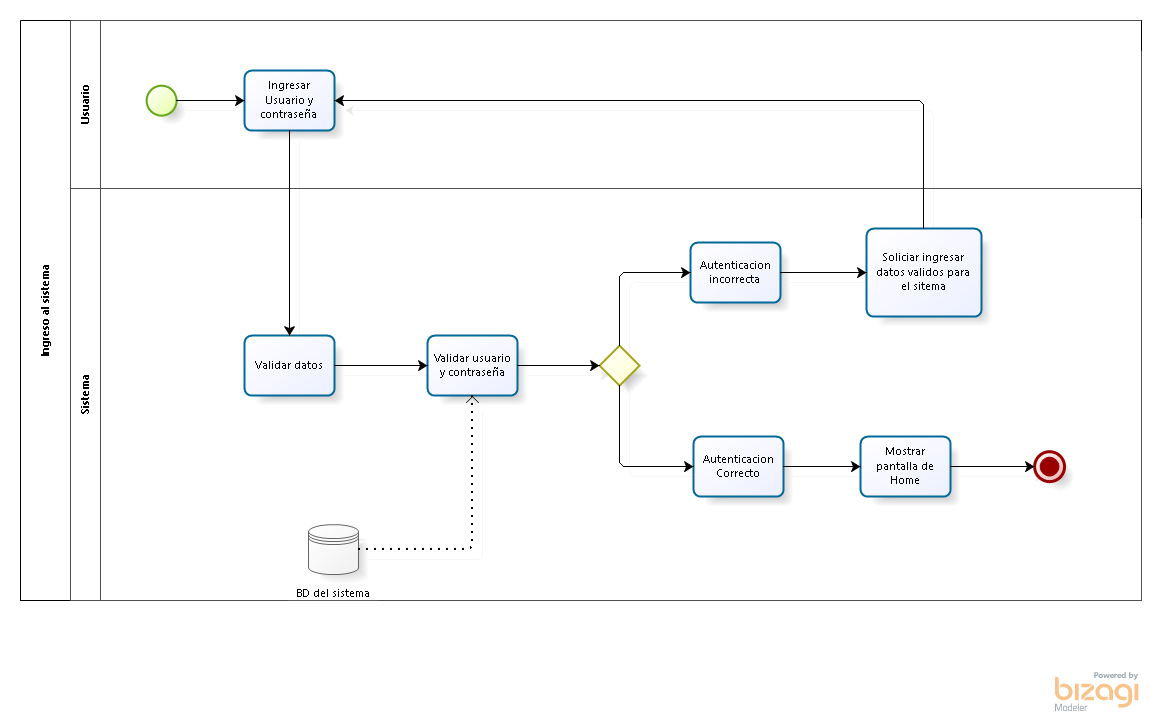 Ingreso al sistema
Usuario
Ingresar
Usuario y
contraseña
Sistema
Validar datos
Validar usuario
y contraseña
Autenticacion
incorrecta
Soliciar ingresar
datos validos para
el sitema
Autenticacion
Correcto
Mostrar
pantalla de
Home
BD del sistema
Powered by
bizagi
Modeler